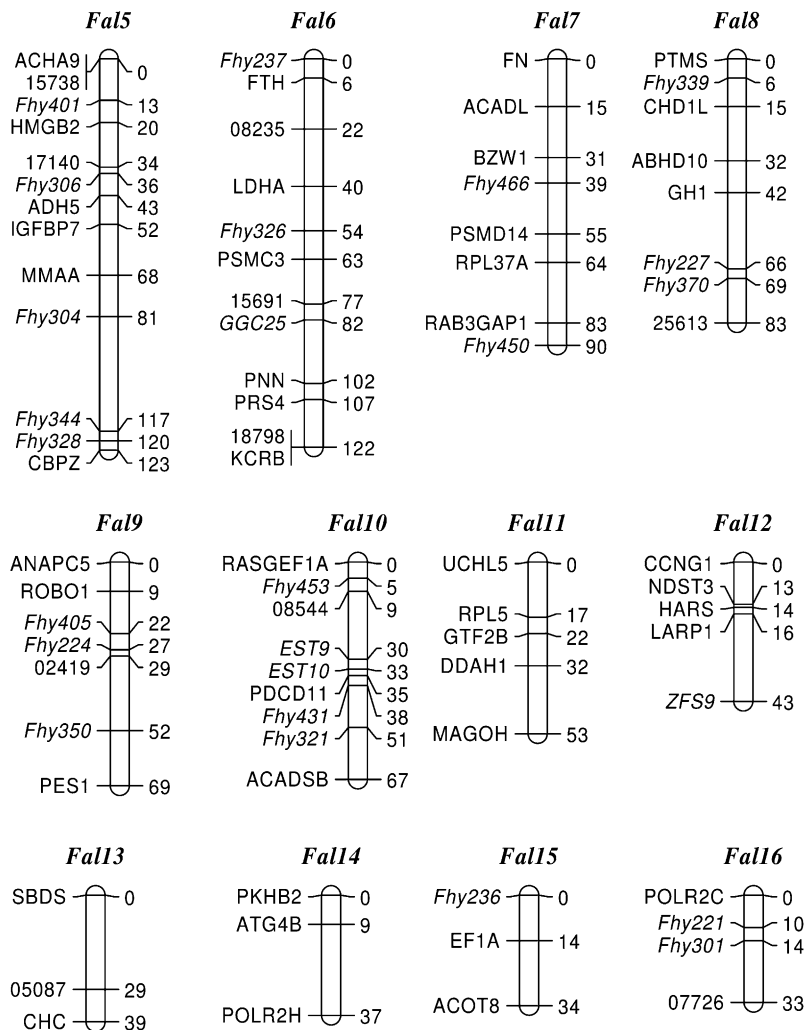 Fal5
ACHA9
15738 0
Fhy401 13
HMGB2 20
17140 34
Fhy306 36
ADH5 43
IGFBP7 52
MMAA 68
Fhy304 81
Fhy344 117
Fhy328 120
CBPZ 123
Fal6
Fhy237 0
FTH 6
08235 22
LDHA 40
Fhy326 54
PSMC3 63
15691 77
GGC25 82
PNN 102
PRS4 107
18798
KCRB 122
Fal7
FN 0
ACADL 15
BZW1 31
Fhy466 39
PSMD14 55
RPL37A 64
RAB3GAP1 83
Fhy450 90
Fal8
PTMS 0
Fhy339 6
CHD1L 15
ABHD10 32
GH1 42
Fhy227 66
Fhy370 69
25613 83
Fal9
ANAPC5 0
ROBO1 9
Fhy405 22
Fhy224 27
02419 29
Fhy350 52
PES1 69
Fal10
RASGEF1A 0
Fhy453 5
08544 9
EST9 30
EST10 33
PDCD11 35
Fhy431 38
Fhy321 51
ACADSB 67
Fal11
UCHL5 0
RPL5 17
GTF2B 22
DDAH1 32
MAGOH 53
Fal12
CCNG1 0
NDST3 13
HARS 14
LARP1 16
ZFS9 43
Fal13
SBDS 0
05087 29
CHC 39
Fal14
PKHB2 0
ATG4B 9
POLR2H 37
Fal15
Fhy236 0
EF1A 14
ACOT8 34
Fal16
POLR2C 0
Fhy221 10
Fhy301 14
07726 33